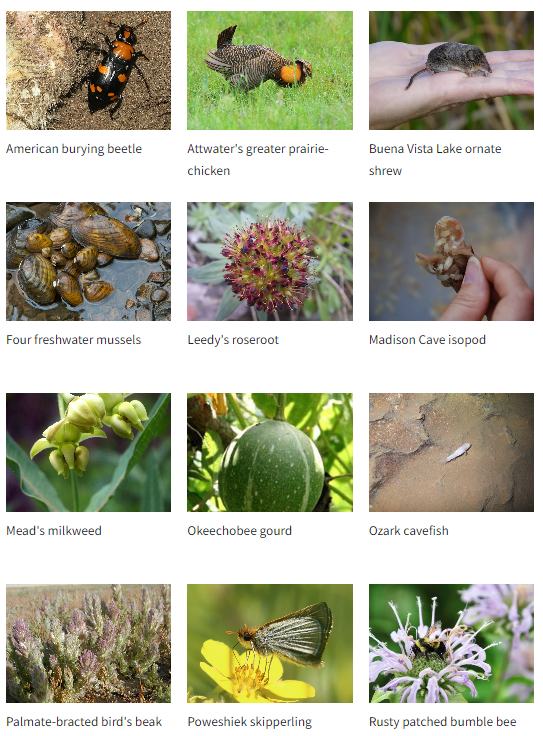 American burying beetle
Attwater's greater prairie-
chicken
Buena Vista Lake ornate
shrew
Four freshwater mussels
Leedy's roseroot
Madison Cave isopod
Mead's milkweed
Okeechobee gourd
Ozark cavefish
Palmate-bracted bird's beak
Poweshiek skipperling
Rusty patched bumble bee